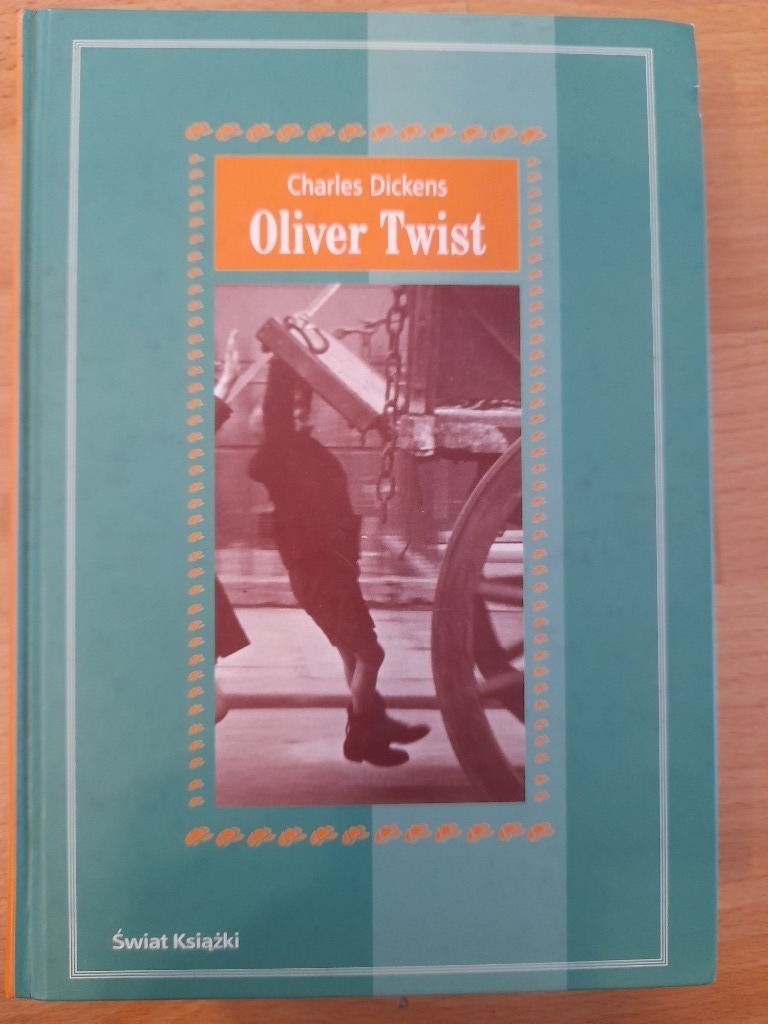 Charles Dickens
Oliver Twist
Świat Książki